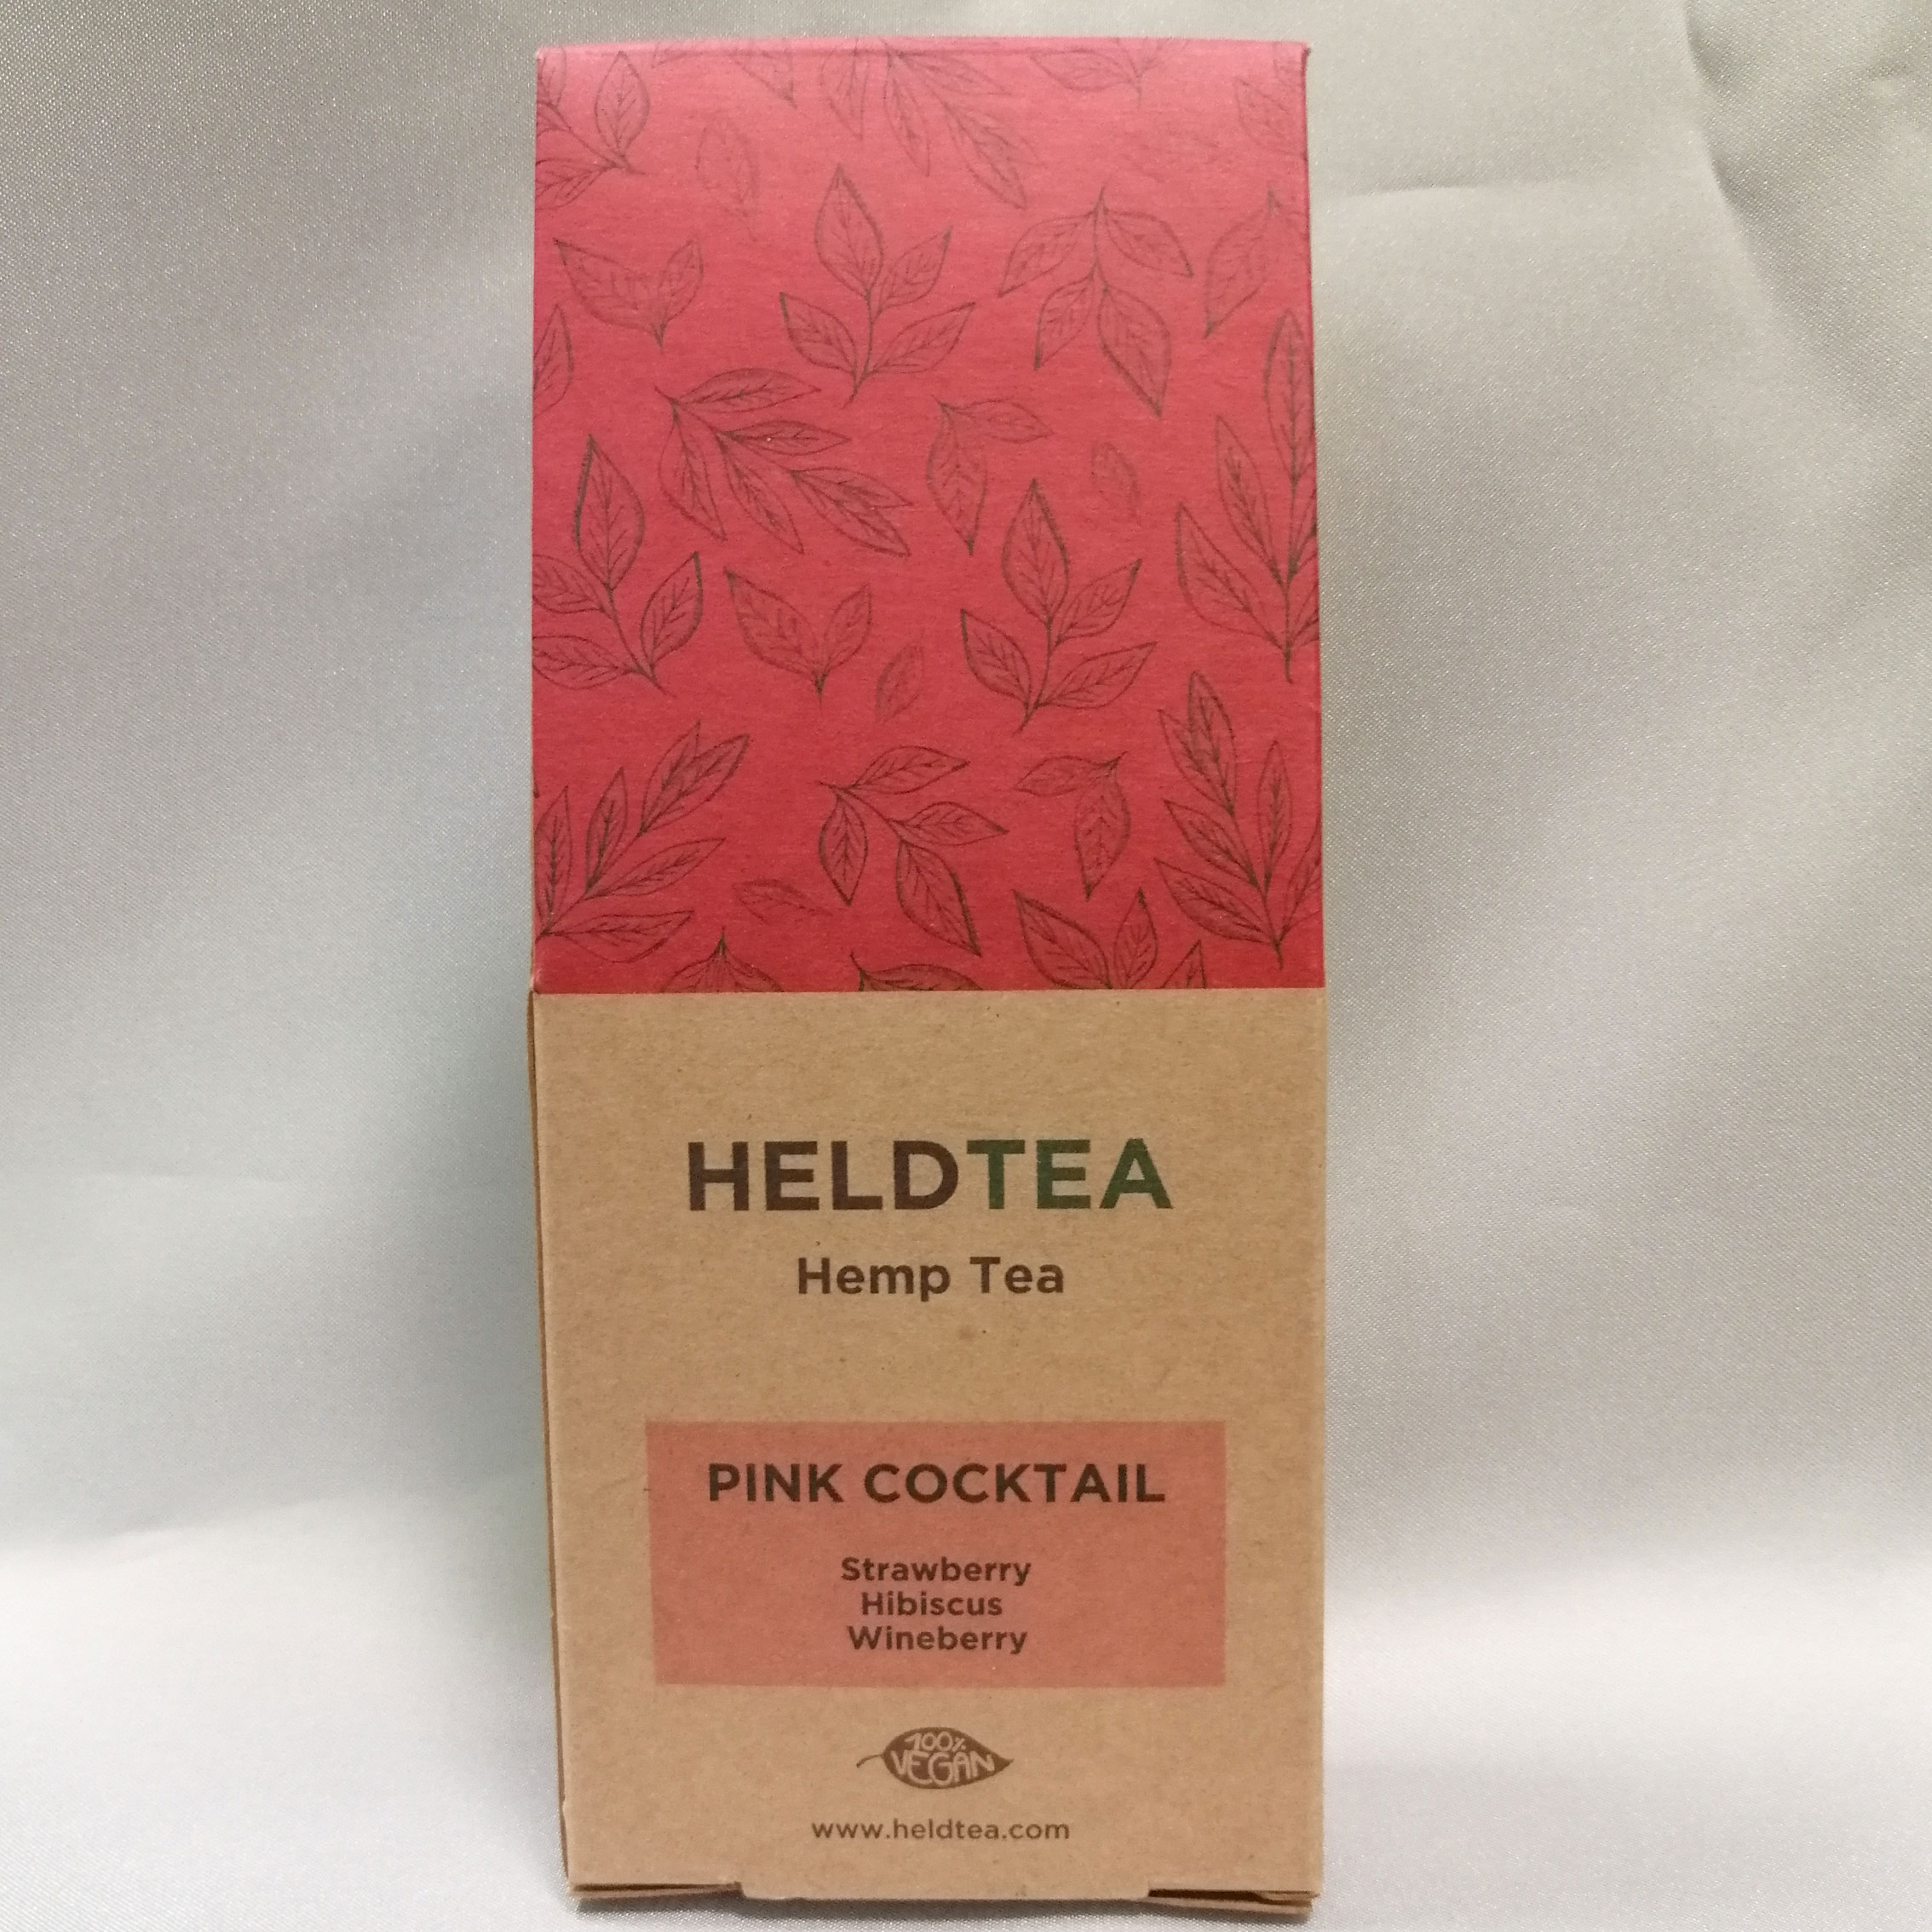 HELDTEA
Hemp Tea
PINK COCKTAIL
Strawberry
Hibiscus
Wineberry
100%
VEGAN
www.heldtea.com